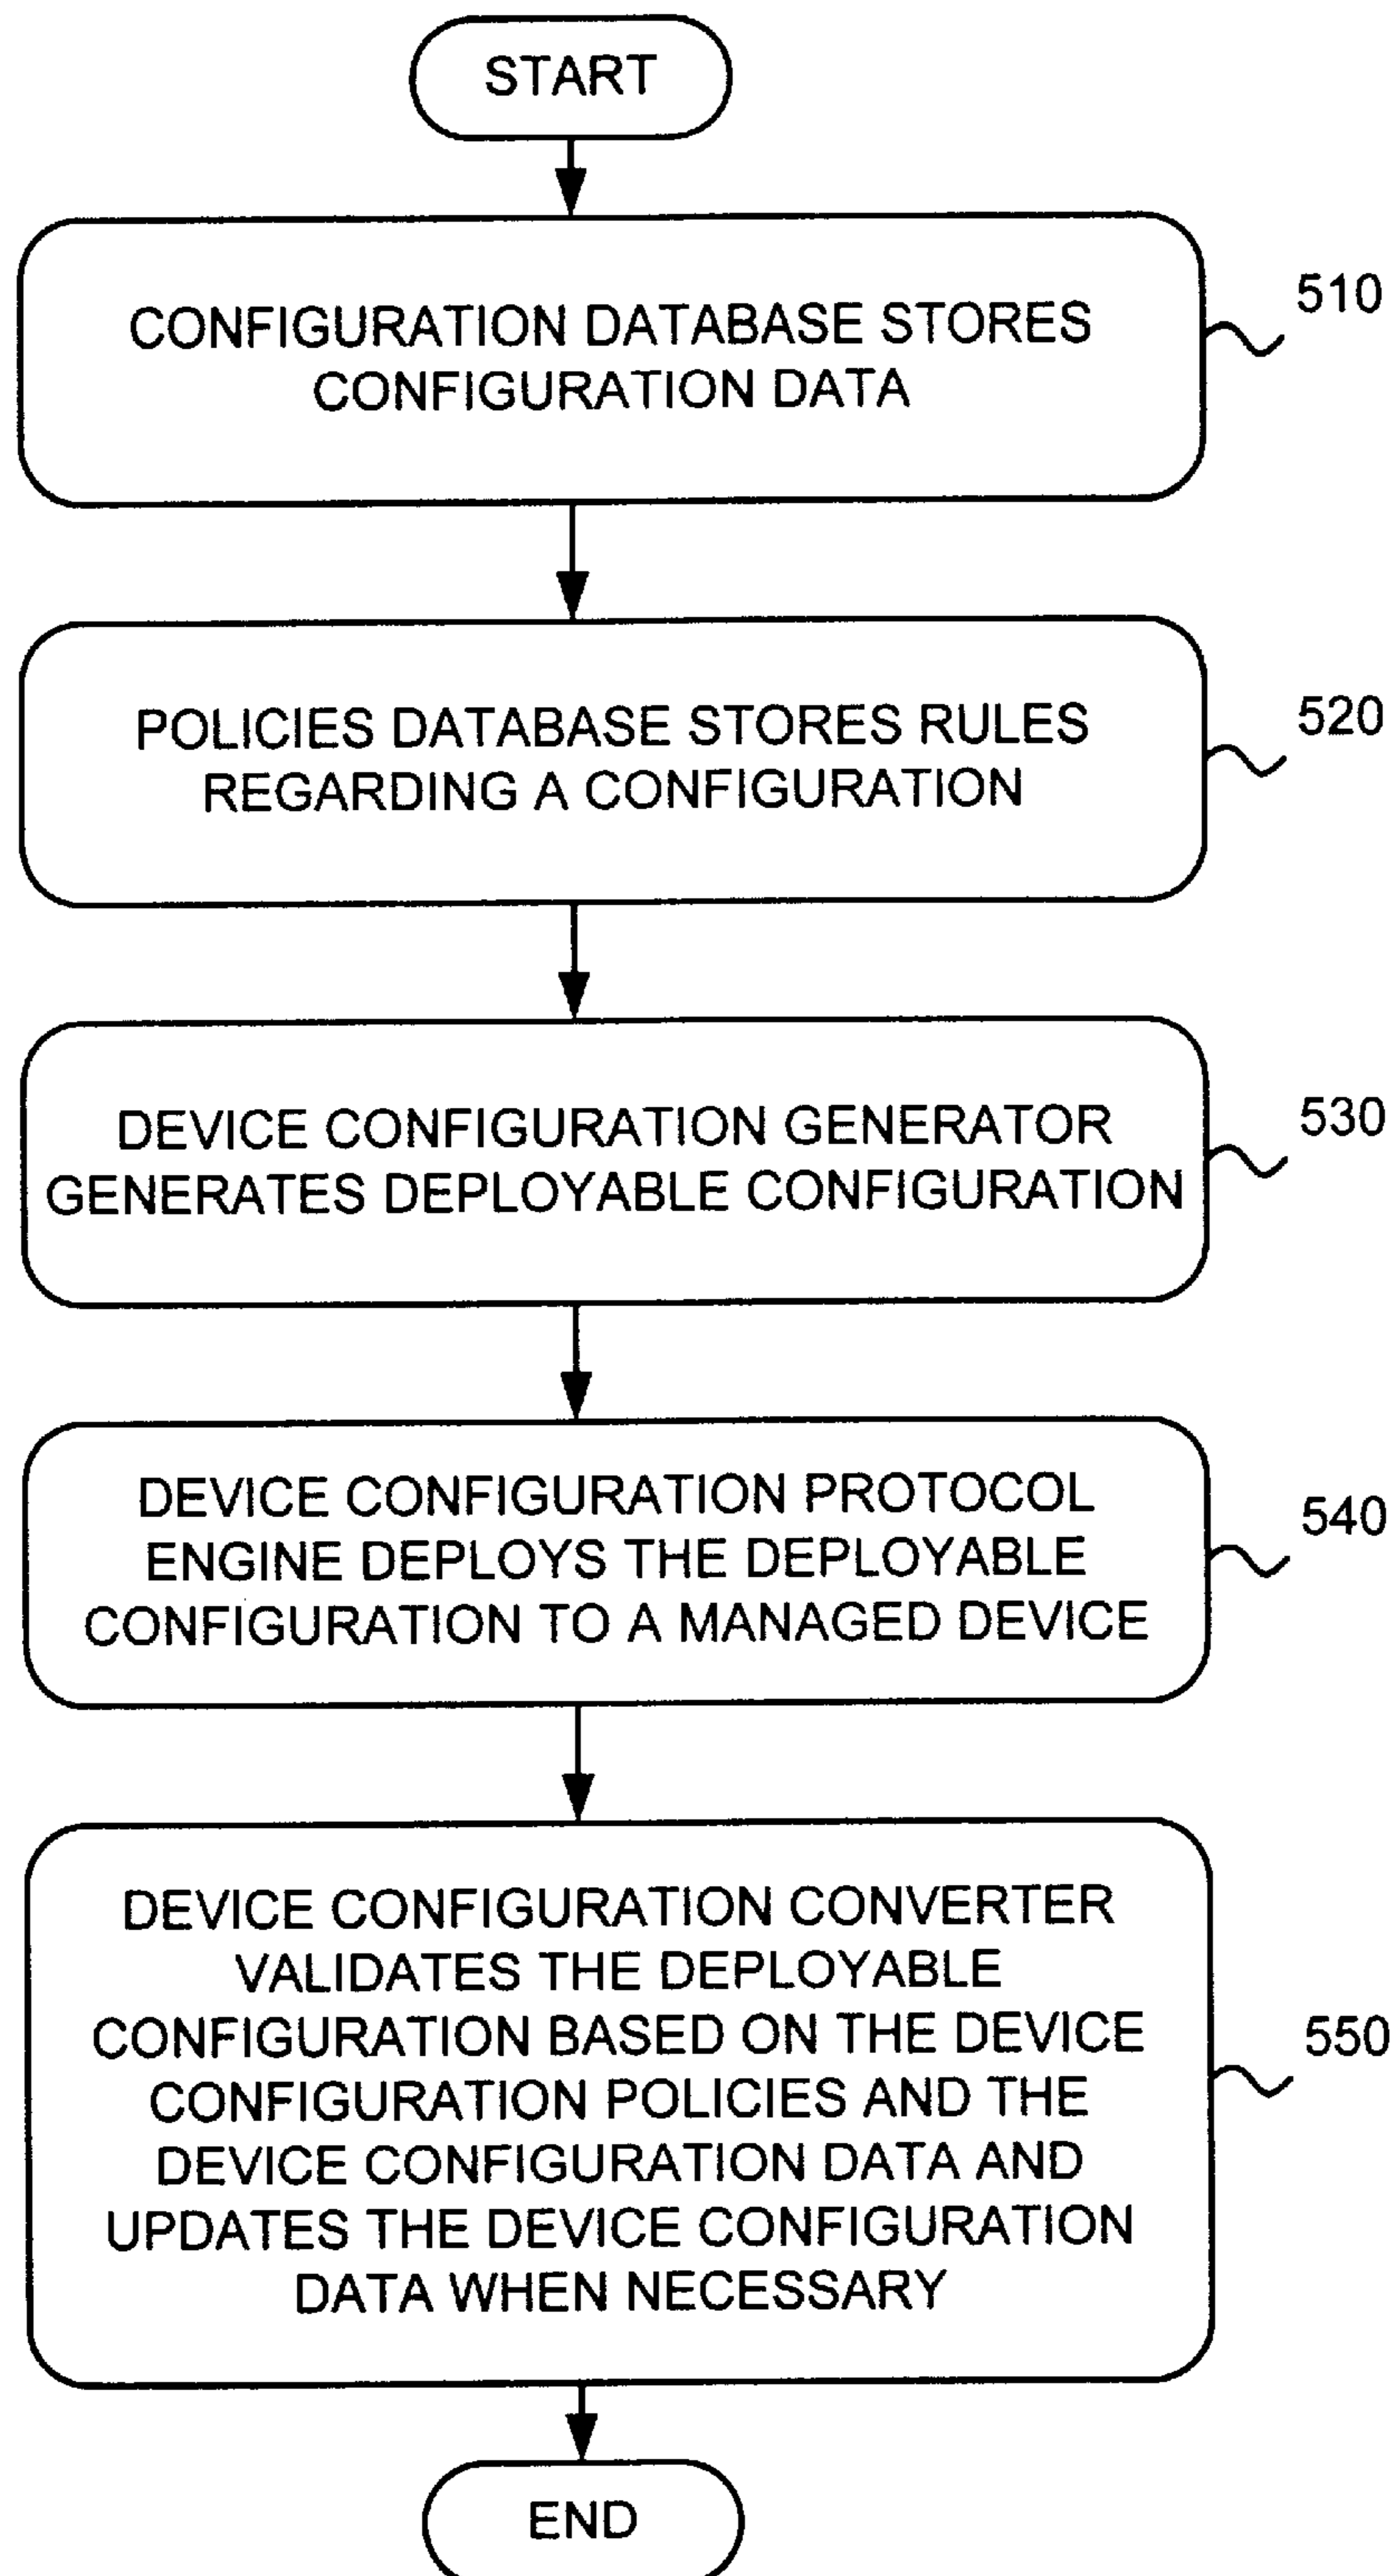 START
CONFIGURATION DATABASE STORES
CONFIGURATION DATA
510
POLICIES DATABASE STORES RULES
REGARDING A CONFIGURATION
520
DEVICE CONFIGURATION GENERATOR
GENERATES DEPLOYABLE CONFIGURATION
530
DEVICE CONFIGURATION PROTOCOL
ENGINE DEPLOYS THE DEPLOYABLE
CONFIGURATION TO A MANAGED DEVICE
540
DEVICE CONFIGURATION CONVERTER
VALIDATES THE DEPLOYABLE
CONFIGURATION BASED ON THE DEVICE
CONFIGURATION POLICIES AND THE
DEVICE CONFIGURATION DATA AND
UPDATES THE DEVICE CONFIGURATION
DATA WHEN NECESSARY
550
END